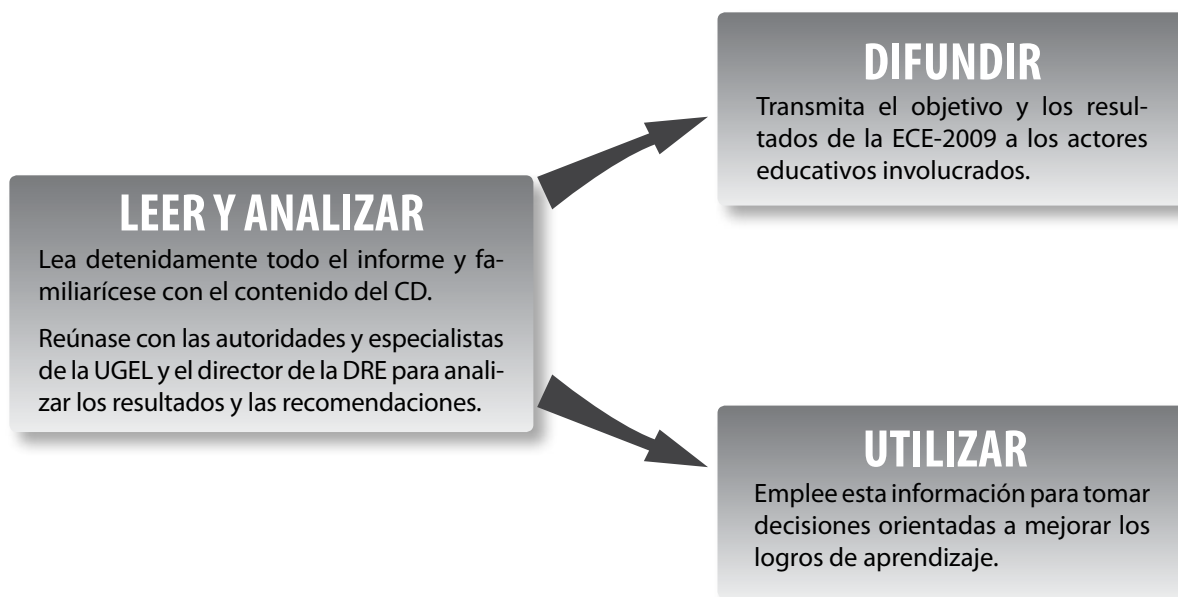 LEER Y ANALIZAR
Lea detenidamente todo el informe y fa-
miliarícese con el contenido del CD.
Reúnase con las autoridades y especialistas
de la UGEL y el director de la DRE para anali-
zar los resultados y las recomendaciones.
DIFUNDIR
Transmita el objetivo y los resul-
tados de la ECE-2009 a los actores
educativos involucrados.
UTILIZAR
Emplee esta información para tomar
decisiones orientadas a mejorar los
logros de aprendizaje.